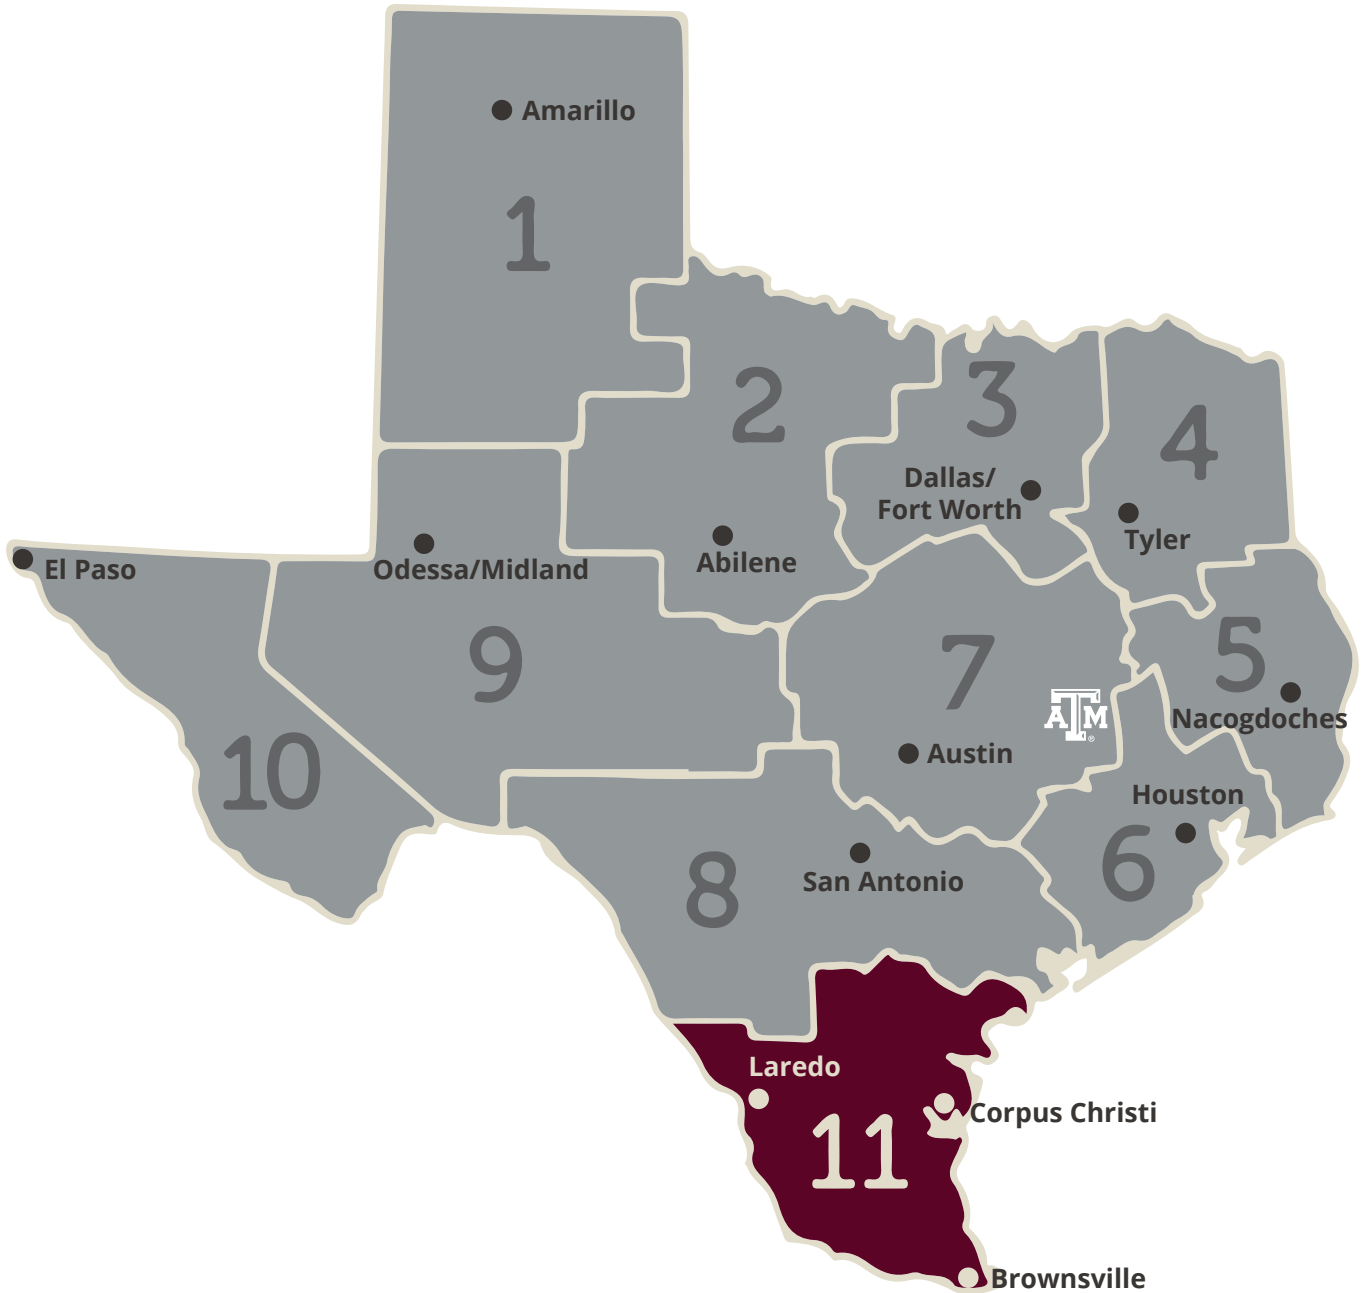 Amarillo
1
2
3
4
Dallas/
Fort Worth
Tyler
Abilene
El Paso
Odessa/Midland
9
7
5
Nacogdoches
ATM
®
Austin
10
Houston
6
8
San Antonio
Laredo
Corpus Christi
11
Brownsville